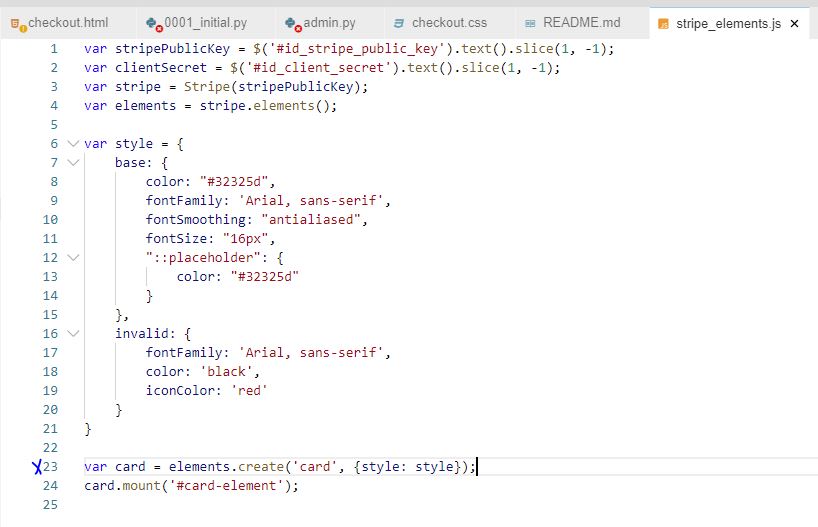 checkout.html 0001_initial.py admin.py checkout.css README.md stripe_elements.js ×
1 var stripePublicKey = $('#id_stripe_public_key').text().slice(1, -1);
2 var clientSecret = $('#id_client_secret').text().slice(1, -1);
3 var stripe = Stripe(stripePublicKey);
4 var elements = stripe.elements();
5
6 var style = {
7 base: {
8 color: "#32325d",
9 fontFamily: 'Arial, sans-serif',
10 fontSmoothing: "antialiased",
11 fontSize: "16px",
12 "::placeholder": {
13 color: "#32325d"
14 }
15 },
16 invalid: {
17 fontFamily: 'Arial, sans-serif',
18 color: 'black',
19 iconColor: 'red'
20 }
21 }
22
23 var card = elements.create('card', {style: style});
24 card.mount('#card-element');
25